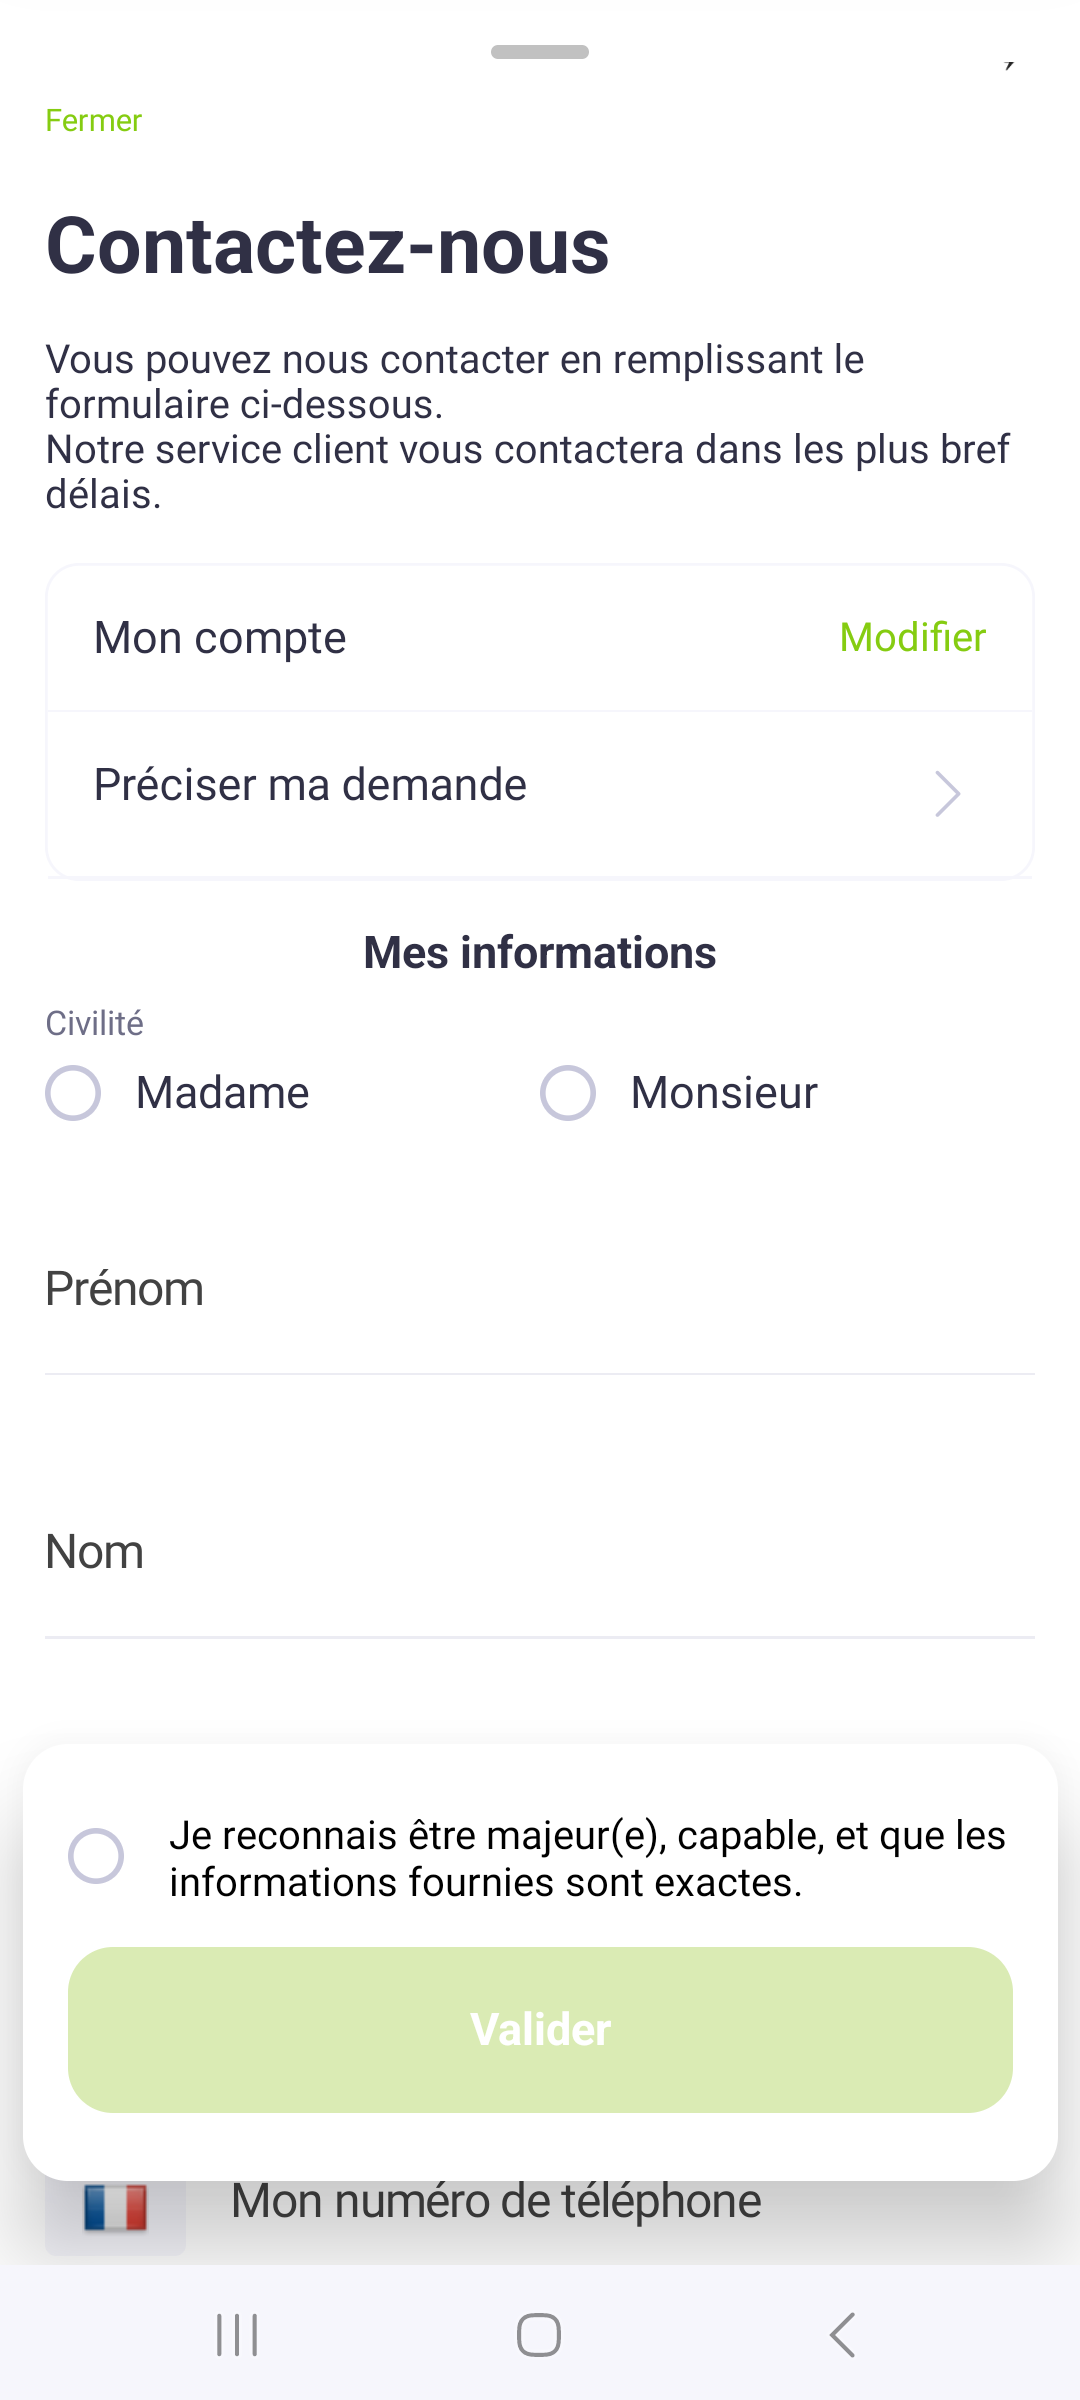 Fermer
Contactez-nous
Vous pouvez nous contacter en remplissant le
formulaire ci-dessous.
Notre service client vous contactera dans les plus bref
délais.
Mon compte
Modifier
Préciser ma demande
Mes informations
Civilité
Madame
Monsieur
Prénom
Nom
Je reconnais être majeur(e), capable, et que les
informations fournies sont exactes.
Valider
Mon numéro de téléphone